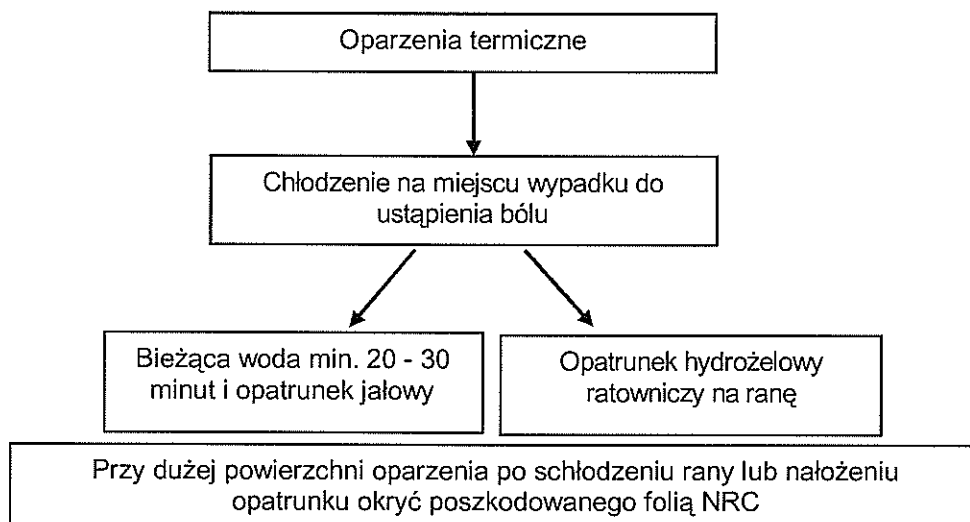 Oparzenia termiczne
Chłodzenie na miejscu wypadku do
ustąpienia bólu
Bieżąca woda min. 20 - 30
minut i opatrunek jałowy
Opatrunek hydrożelowy
ratowniczy na ranę
Przy dużej powierzchni oparzenia po schłodzeniu rany lub nałożeniu
opatrunku okryć poszkodowanego folią NRC